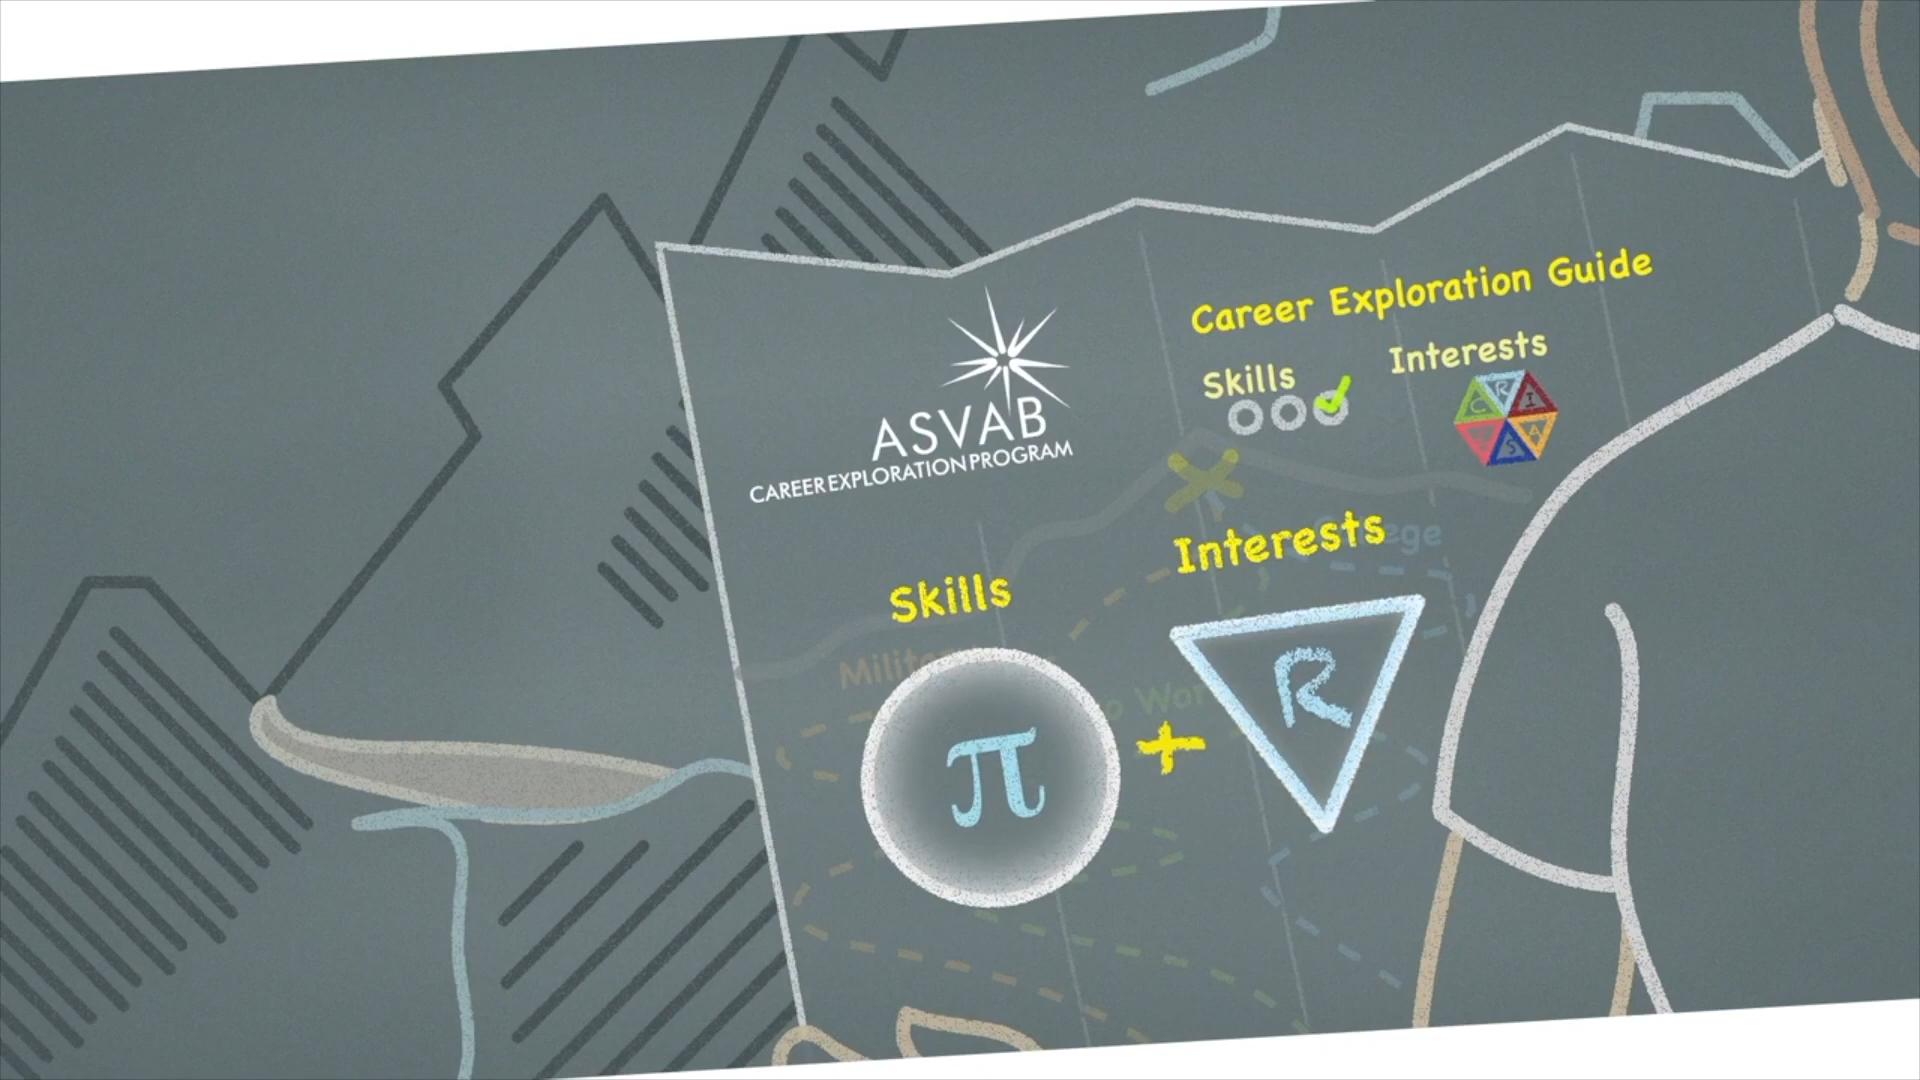 ASVAB
CAREER EXPLORATION PROGRAM
Career Exploration Guide
Skills
Interests
R
I
A
S
C
Skills
Interests
π
+
R